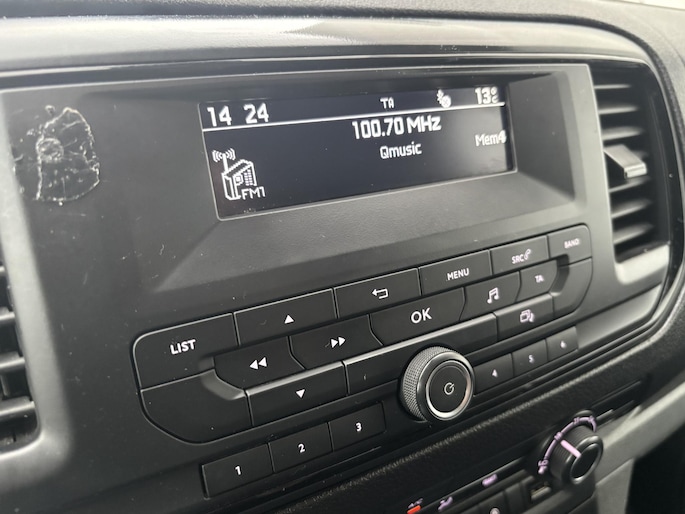 14 24 TA 13°C
100.70 MHz
Qmusic Mem4
FM1
BAND
SRC
MENU
TA
LIST OK
4 5 6
1 2 3